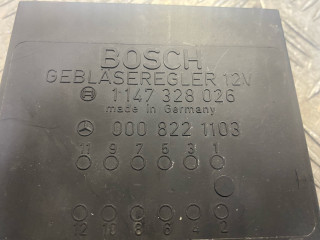 BOSCH
GEBLÄSEREGLER 12V
1 147 328 026
made in Germany
000 822 1103
11 9 7 5 3 1
12 10 8 6 4 2